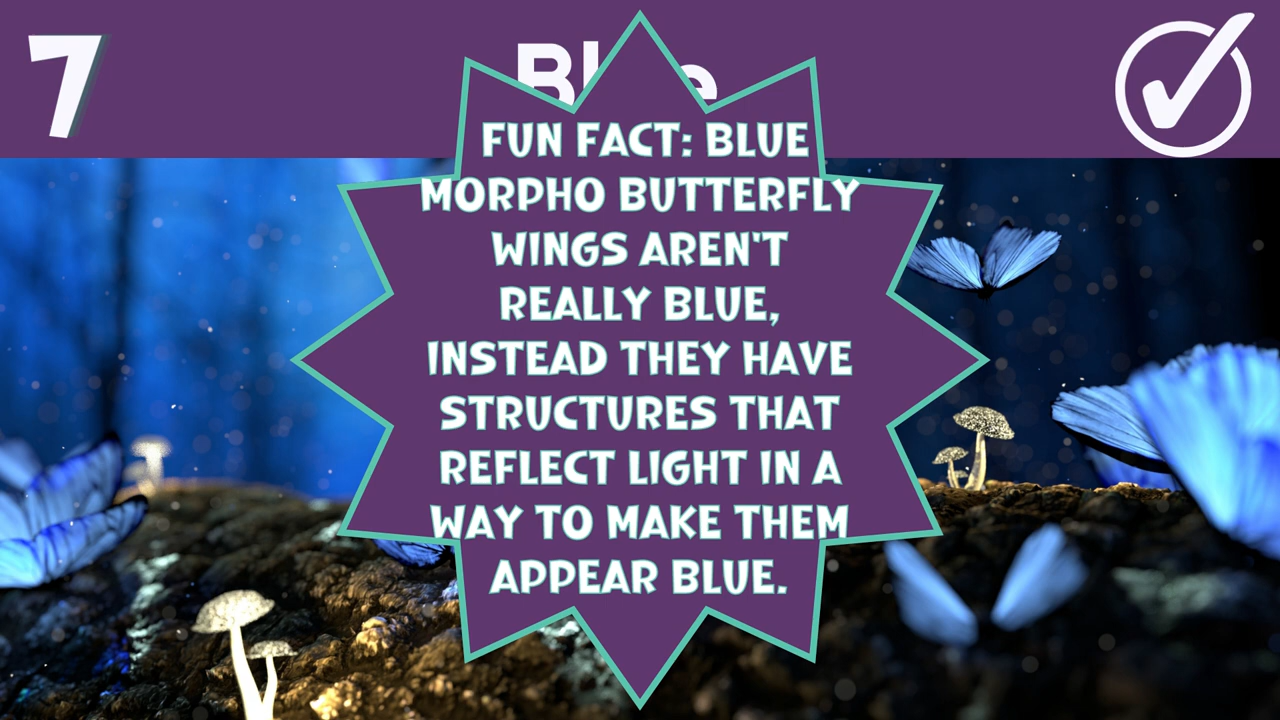 7
Blue
FUN FACT: BLUE
MORPHO BUTTERFLY
WINGS AREN'T
REALLY BLUE,
INSTEAD THEY HAVE
STRUCTURES THAT
REFLECT LIGHT IN A
WAY TO MAKE THEM
APPEAR BLUE.